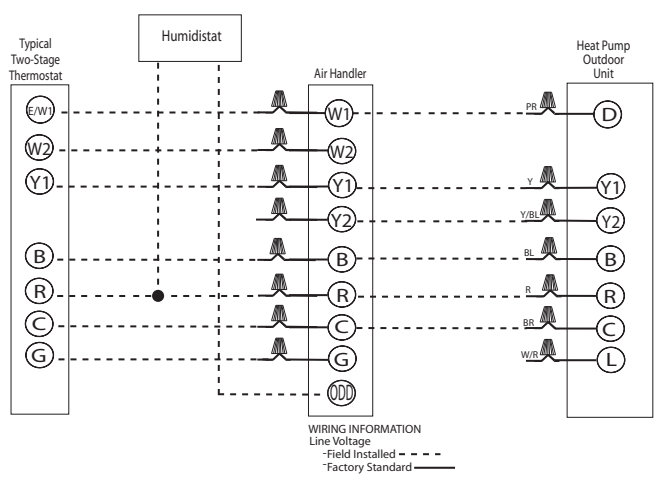 Humidistat
Typical
Two-Stage
Thermostat
Air Handler
Heat Pump
Outdoor
Unit
E/W1
W1
PR
D
W2
W2
Y1
Y1
Y
Y1
Y2
Y/BL
Y2
B
B
BL
B
R
R
R
R
C
C
BR
C
G
G
W/R
L
ODD
WIRING INFORMATION
Line Voltage
-Field Installed
-Factory Standard